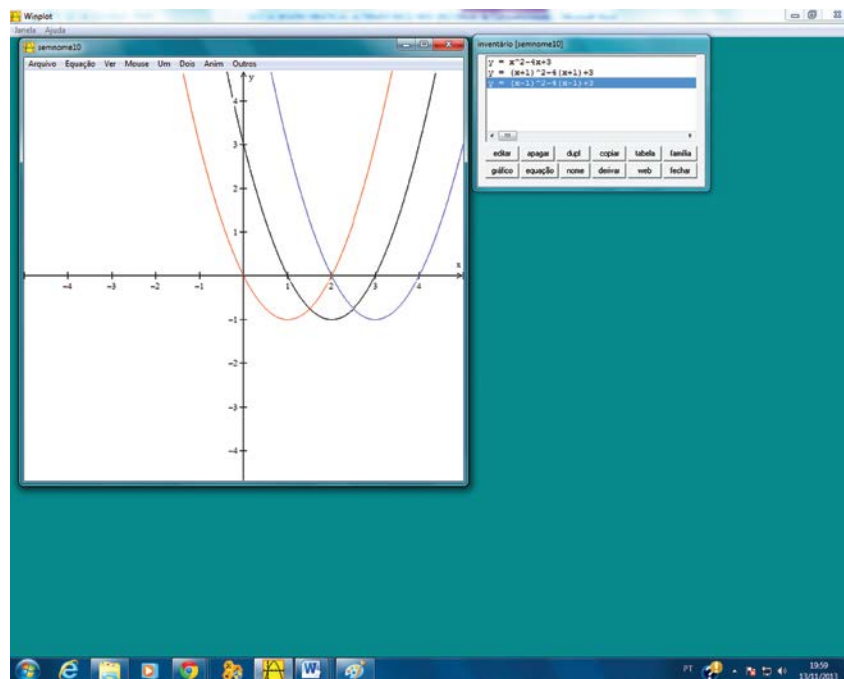 Winplot
Janela Ajuda
semnome10
Arquivo Equação Ver Mouse Um Dois Anim Outros
y
4
3
2
1
x
-4 -3 -2 -1 1 2 3 4
-1
-2
-3
-4
inventário [semnome10]
y = x^2-4x+3
y = (x+1)^2-4(x+1)+3
y = (x-1)^2-4(x-1)+3
editar apagar dupl copiar tabela família
gráfico equação nome derivar web fechar
PT
19:59
13/11/2013